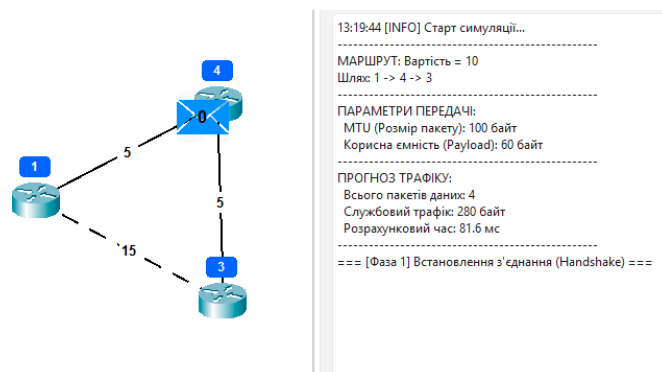 4
0
5
1
5
15
3
13:19:44 [INFO] Старт симуляції...
------------------------------------------------------
МАРШРУТ: Вартість = 10
Шлях: 1 -> 4 -> 3
------------------------------------------------------
ПАРАМЕТРИ ПЕРЕДАЧІ:
MTU (Розмір пакету): 100 байт
Корисна ємність (Payload): 60 байт
------------------------------------------------------
ПРОГНОЗ ТРАФІКУ:
Всього пакетів даних: 4
Службовий трафік: 280 байт
Розрахунковий час: 81.6 мс
------------------------------------------------------
=== [Фаза 1] Встановлення з'єднання (Handshake) ===